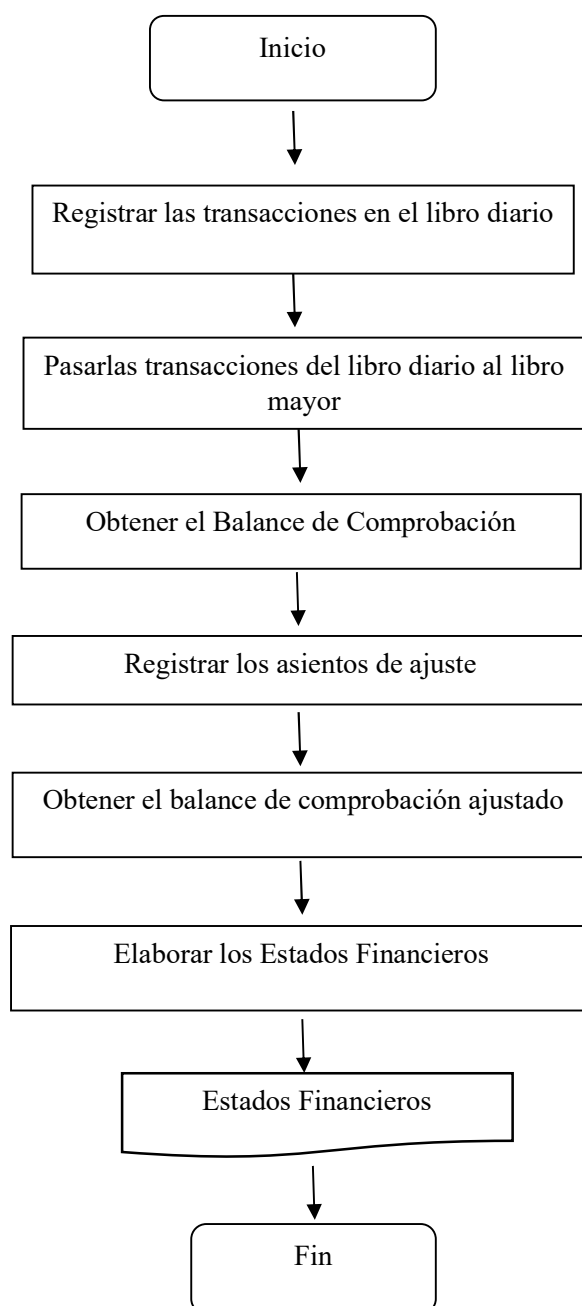 Inicio
Registrar las transacciones en el libro diario
Pasarlas transacciones del libro diario al libro
mayor
Obtener el Balance de Comprobación
Registrar los asientos de ajuste
Obtener el balance de comprobación ajustado
Elaborar los Estados Financieros
Estados Financieros
Fin